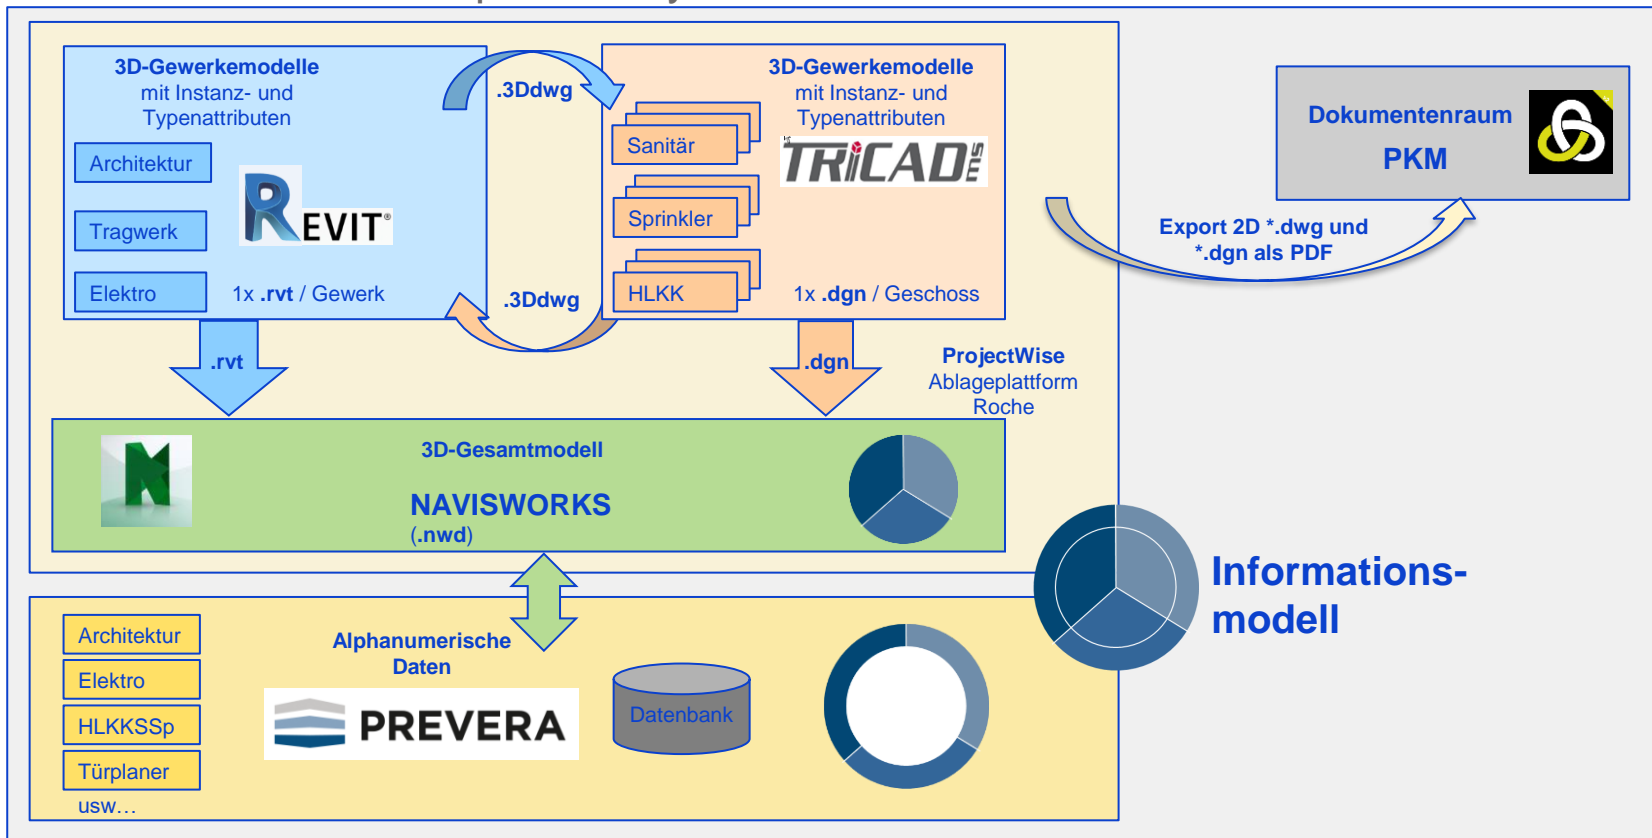 3D-Gewerkemodelle
mit Instanz- und
Typenattributen
Architektur
Tragwerk
Elektro
REVIT®
1x .rvt / Gewerk
.3Ddwg
.3Ddwg
3D-Gewerkemodelle
mit Instanz- und
Typenattributen
Sanitär
Sprinkler
HLKK
TRICAD ms
1x .dgn / Geschoss
Dokumentenraum
PKM
Export 2D *.dwg und
*.dgn als PDF
.rvt
.dgn
ProjectWise
Ablageplattform
Roche
3D-Gesamtmodell
NAVISWORKS
(.nwd)
Informations-
modell
Architektur
Elektro
HLKKSSp
Türplaner
usw…
Alphanumerische
Daten
PREVERA
Datenbank